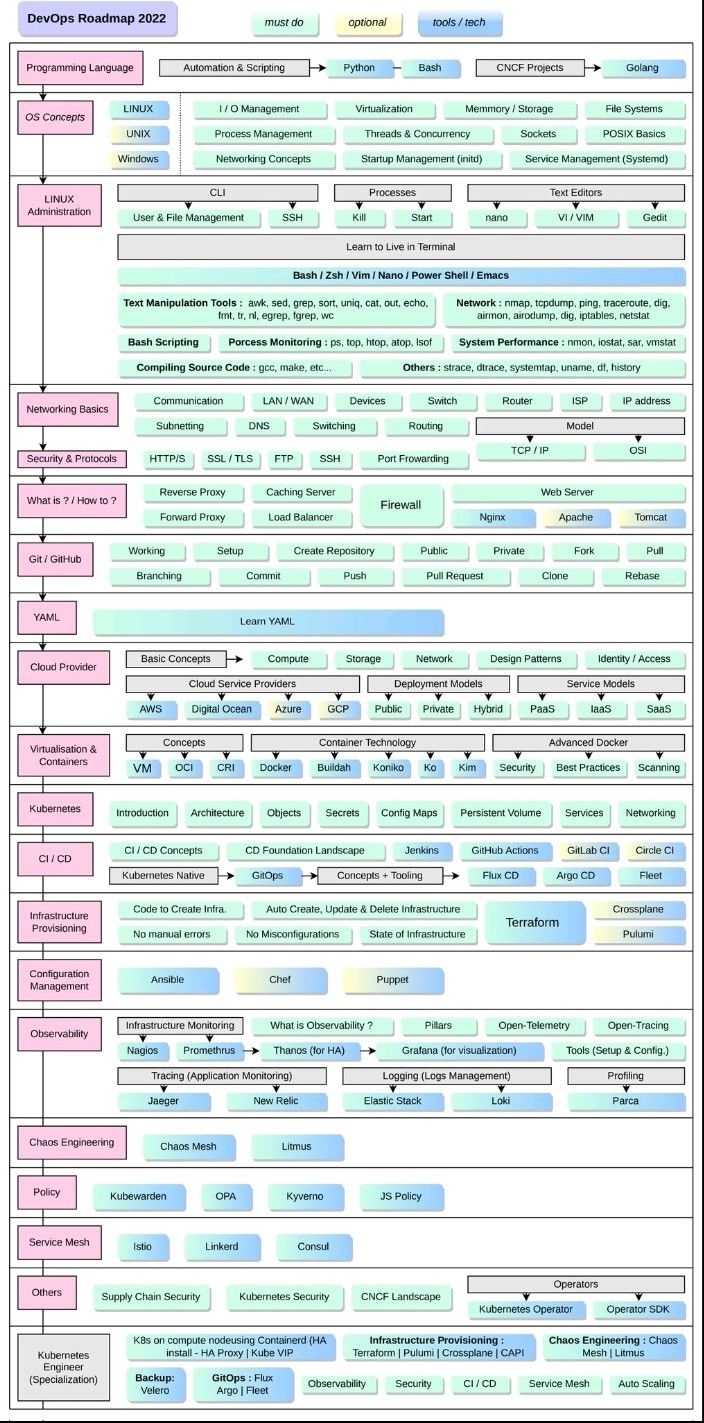 DevOps Roadmap 2022
must do
optional
tools / tech
Programming Language
Automation & Scripting
Python
Bash
CNCF Projects
Golang
OS Concepts
LINUX
I / O Management
Virtualization
Memmory / Storage
File Systems
UNIX
Process Management
Threads & Concurrency
Sockets
POSIX Basics
Windows
Networking Concepts
Startup Management (initd)
Service Management (Systemd)
LINUX
Administration
CLI
Processes
Text Editors
User & File Management
SSH
Kill
Start
nano
VI / VIM
Gedit
Learn to Live in Terminal
Bash / Zsh / Vim / Nano / Power Shell / Emacs
Text Manipulation Tools : awk, sed, grep, sort, uniq, cat, out, echo,
fmt, tr, nl, egrep, fgrep, wc
Network : nmap, tcpdump, ping, traceroute, dig,
airmon, airodump, dig, iptables, netstat
Bash Scripting
Porcess Monitoring : ps, top, htop, atop, lsof
System Performance : nmon, iostat, sar, vmstat
Compiling Source Code : gcc, make, etc...
Others : strace, dtrace, systemtap, uname, df, history
Networking Basics
Communication
LAN / WAN
Devices
Switch
Router
ISP
IP address
Subnetting
DNS
Switching
Routing
Model
TCP / IP
OSI
Security & Protocols
HTTP/S
SSL / TLS
FTP
SSH
Port Frowarding
What is ? / How to ?
Reverse Proxy
Caching Server
Firewall
Web Server
Forward Proxy
Load Balancer
Nginx
Apache
Tomcat
Git / GitHub
Working
Setup
Create Repository
Public
Private
Fork
Pull
Branching
Commit
Push
Pull Request
Clone
Rebase
YAML
Learn YAML
Cloud Provider
Basic Concepts
Compute
Storage
Network
Design Patterns
Identity / Access
Cloud Service Providers
Deployment Models
Service Models
AWS
Digital Ocean
Azure
GCP
Public
Private
Hybrid
PaaS
IaaS
SaaS
Virtualisation &
Containers
Concepts
Container Technology
Advanced Docker
VM
OCI
CRI
Docker
Buildah
Koniko
Ko
Kim
Security
Best Practices
Scanning
Kubernetes
Introduction
Architecture
Objects
Secrets
Config Maps
Persistent Volume
Services
Networking
CI / CD
CI / CD Concepts
CD Foundation Landscape
Jenkins
GitHub Actions
GitLab CI
Circle CI
Kubernetes Native
GitOps
Concepts + Tooling
Flux CD
Argo CD
Fleet
Infrastructure
Provisioning
Code to Create Infra.
Auto Create, Update & Delete Infrastructure
Terraform
Crossplane
No manual errors
No Misconfigurations
State of Infrastructure
Pulumi
Configuration
Management
Ansible
Chef
Puppet
Observability
Infrastructure Monitoring
What is Observability ?
Pillars
Open-Telemetry
Open-Tracing
Nagios
Promethrus
Thanos (for HA)
Grafana (for visualization)
Tools (Setup & Config.)
Tracing (Application Monitoring)
Logging (Logs Management)
Profiling
Jaeger
New Relic
Elastic Stack
Loki
Parca
Chaos Engineering
Chaos Mesh
Litmus
Policy
Kubewarden
OPA
Kyverno
JS Policy
Service Mesh
Istio
Linkerd
Consul
Others
Supply Chain Security
Kubernetes Security
CNCF Landscape
Operators
Kubernetes Operator
Operator SDK
Kubernetes
Engineer
(Specialization)
K8s on compute nodeusing Containerd (HA
install - HA Proxy | Kube VIP
Infrastructure Provisioning :
Terraform | Pulumi | Crossplane | CAPI
Chaos Engineering : Chaos
Mesh | Litmus
Backup:
Velero
GitOps : Flux
Argo | Fleet
Observability
Security
CI / CD
Service Mesh
Auto Scaling